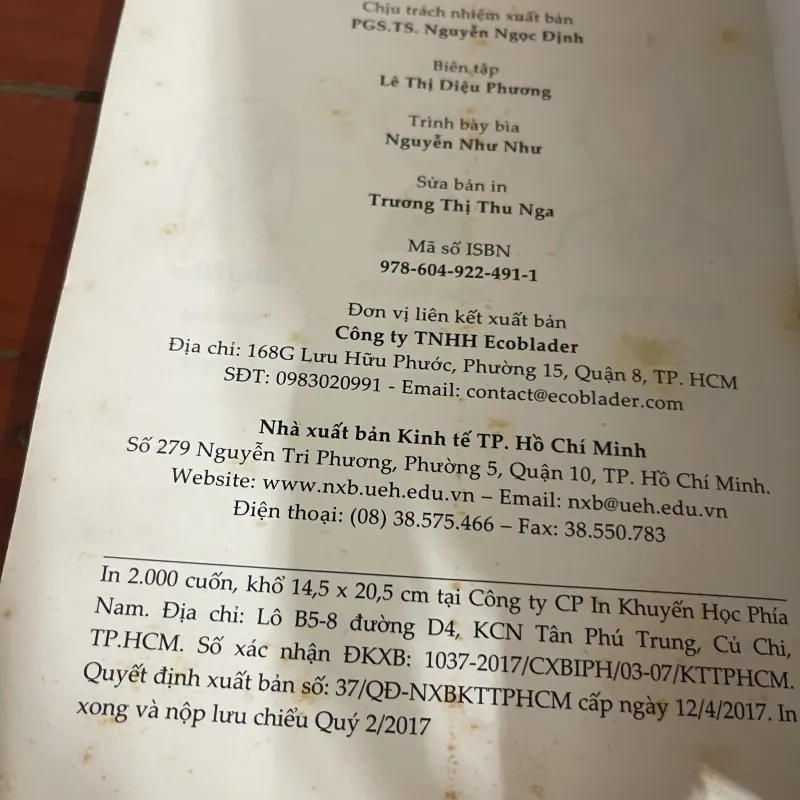 Chịu trách nhiệm xuất bản
PGS.TS. Nguyễn Ngọc Định
Biên tập
Lê Thị Diệu Phương
Trình bày bìa
Nguyễn Như Như
Sửa bản in
Trương Thị Thu Nga
Mã số ISBN
978-604-922-491-1
Đơn vị liên kết xuất bản
Công ty TNHH Ecoblader
Địa chỉ: 168G Lưu Hữu Phước, Phường 15, Quận 8, TP. HCM
SĐT: 0983020991 - Email: contact@ecoblader.com
Nhà xuất bản Kinh tế TP. Hồ Chí Minh
Số 279 Nguyễn Tri Phương, Phường 5, Quận 10, TP. Hồ Chí Minh.
Website: www.nxb.ueh.edu.vn – Email: nxb@ueh.edu.vn
Điện thoại: (08) 38.575.466 – Fax: 38.550.783
In 2.000 cuốn, khổ 14,5 x 20,5 cm tại Công ty CP In Khuyến Học Phía
Nam. Địa chỉ: Lô B5-8 đường D4, KCN Tân Phú Trung, Củ Chi,
TP.HCM. Số xác nhận ĐKXB: 1037-2017/CXBIPH/03-07/KTTPHCM.
Quyết định xuất bản số: 37/QĐ-NXBKTTPHCM cấp ngày 12/4/2017. In
xong và nộp lưu chiểu Quý 2/2017